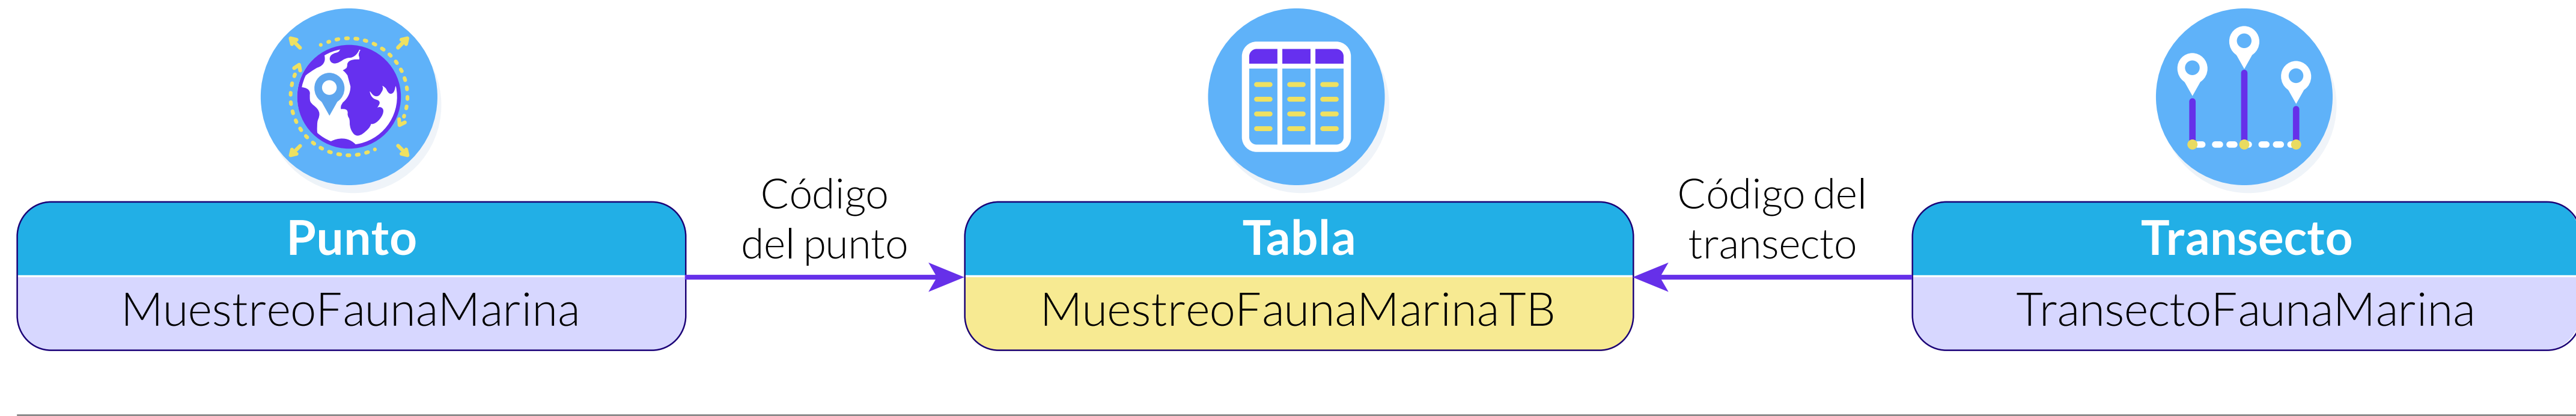 Código
del punto
Código del
transecto
Punto
Tabla
Transecto
MuestreoFaunaMarina
MuestreoFaunaMarinaTB
TransectoFaunaMarina